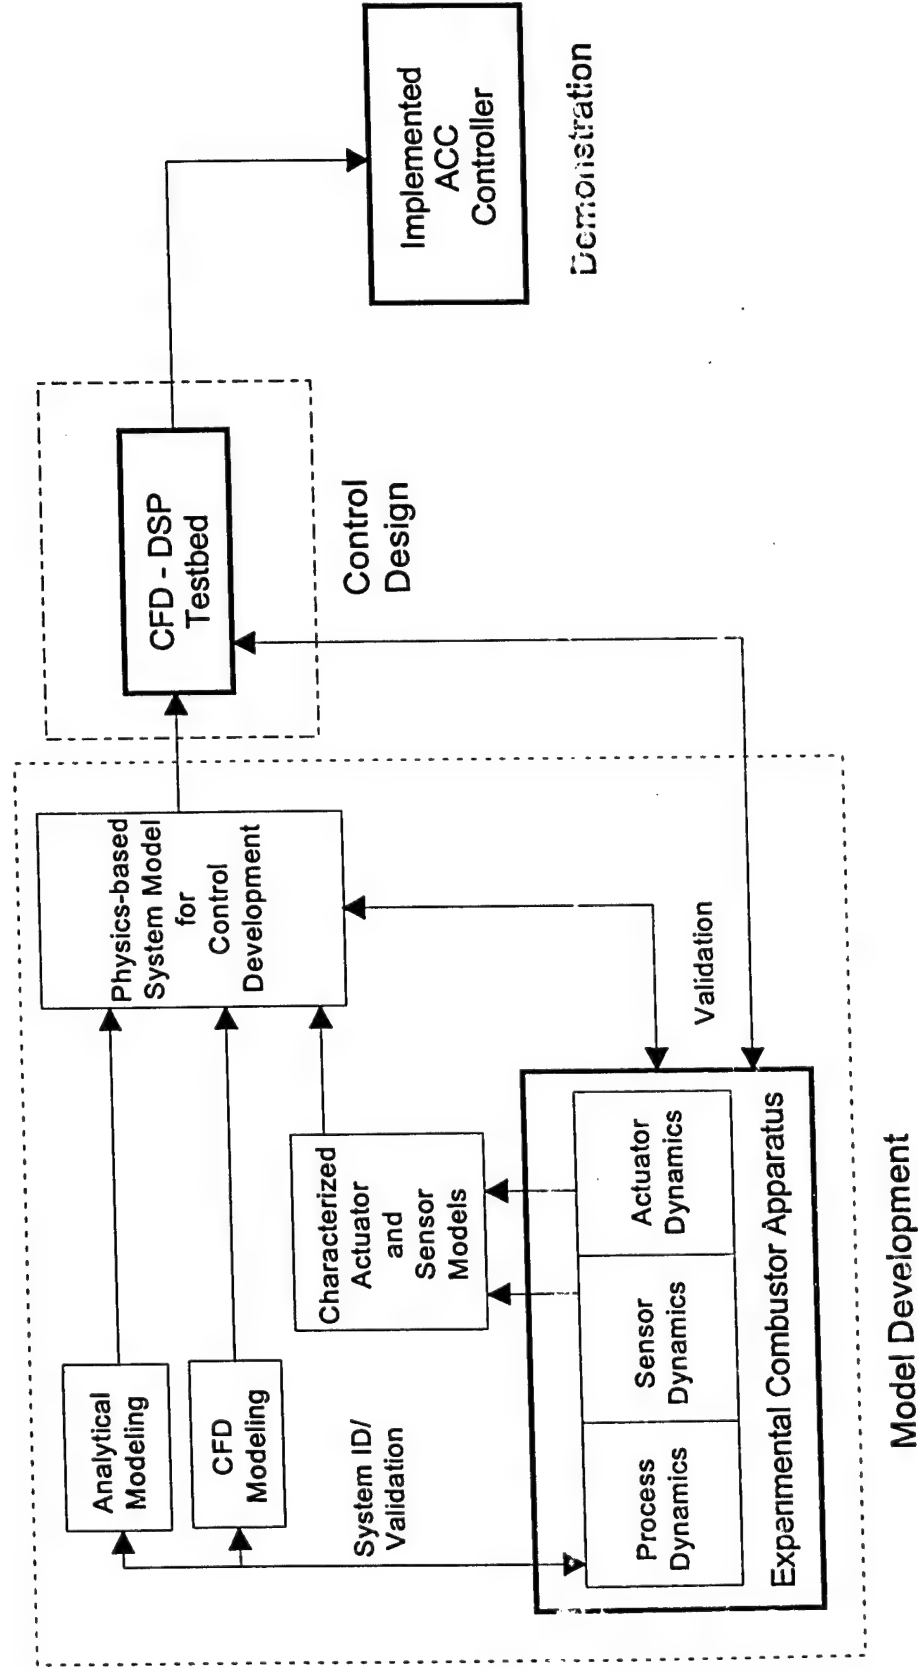 Analytical
Modeling
CFD
Modeling
System ID/
Validation
Process
Dynamics
Sensor
Dynamics
Actuator
Dynamics
Expenmental Combustor Apparatus
Characterized
Actuator
and
Sensor
Models
Physics-based
System Model
for
Control
Development
Validation
Model Development
CFD - DSP
Testbed
Control
Design
Implemented
ACC
Controller
Demonstration